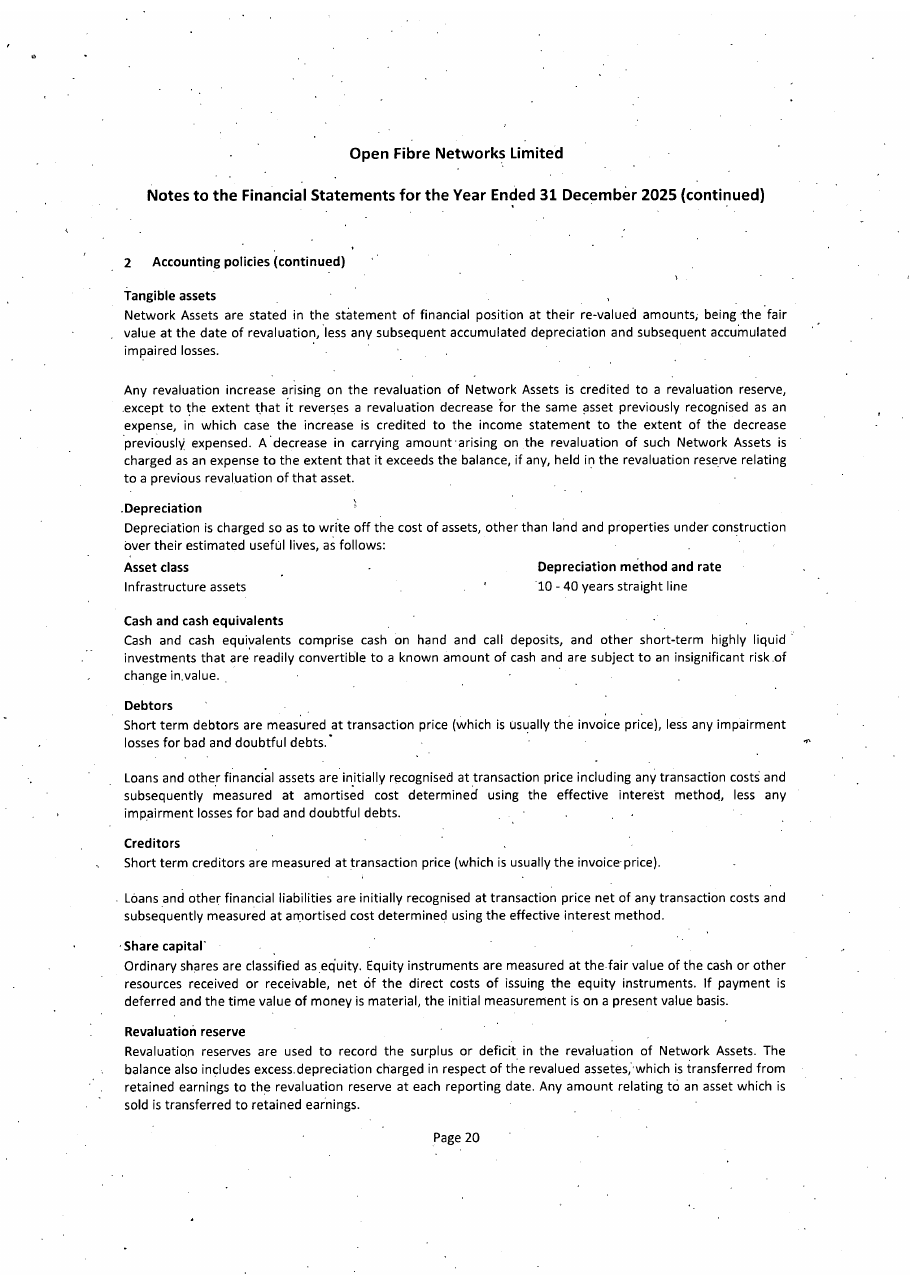 Open Fibre Networks Limited
Notes to the Financial Statements for the Year Ended 31 December 2025 (continued)
2 Accounting policies (continued)
Tangible assets
Network Assets are stated in the statement of financial position at their re-valued amounts, being the fair
value at the date of revaluation, less any subsequent accumulated depreciation and subsequent accumulated
impaired losses.
Any revaluation increase arising on the revaluation of Network Assets is credited to a revaluation reserve,
except to the extent that it reverses a revaluation decrease for the same asset previously recognised as an
expense, in which case the increase is credited to the income statement to the extent of the decrease
previously expensed. A decrease in carrying amount arising on the revaluation of such Network Assets is
charged as an expense to the extent that it exceeds the balance, if any, held in the revaluation reserve relating
to a previous revaluation of that asset.
Depreciation
Depreciation is charged so as to write off the cost of assets, other than land and properties under construction
over their estimated useful lives, as follows:
Asset class Depreciation method and rate
Infrastructure assets 10 - 40 years straight line
Cash and cash equivalents
Cash and cash equivalents comprise cash on hand and call deposits, and other short-term highly liquid
investments that are readily convertible to a known amount of cash and are subject to an insignificant risk of
change in value.
Debtors
Short term debtors are measured at transaction price (which is usually the invoice price), less any impairment
losses for bad and doubtful debts.
Loans and other financial assets are initially recognised at transaction price including any transaction costs and
subsequently measured at amortised cost determined using the effective interest method, less any
impairment losses for bad and doubtful debts.
Creditors
Short term creditors are measured at transaction price (which is usually the invoice price).
Loans and other financial liabilities are initially recognised at transaction price net of any transaction costs and
subsequently measured at amortised cost determined using the effective interest method.
Share capital
Ordinary shares are classified as equity. Equity instruments are measured at the fair value of the cash or other
resources received or receivable, net of the direct costs of issuing the equity instruments. If payment is
deferred and the time value of money is material, the initial measurement is on a present value basis.
Revaluation reserve
Revaluation reserves are used to record the surplus or deficit in the revaluation of Network Assets. The
balance also includes excess depreciation charged in respect of the revalued assetes, which is transferred from
retained earnings to the revaluation reserve at each reporting date. Any amount relating to an asset which is
sold is transferred to retained earnings.
Page 20